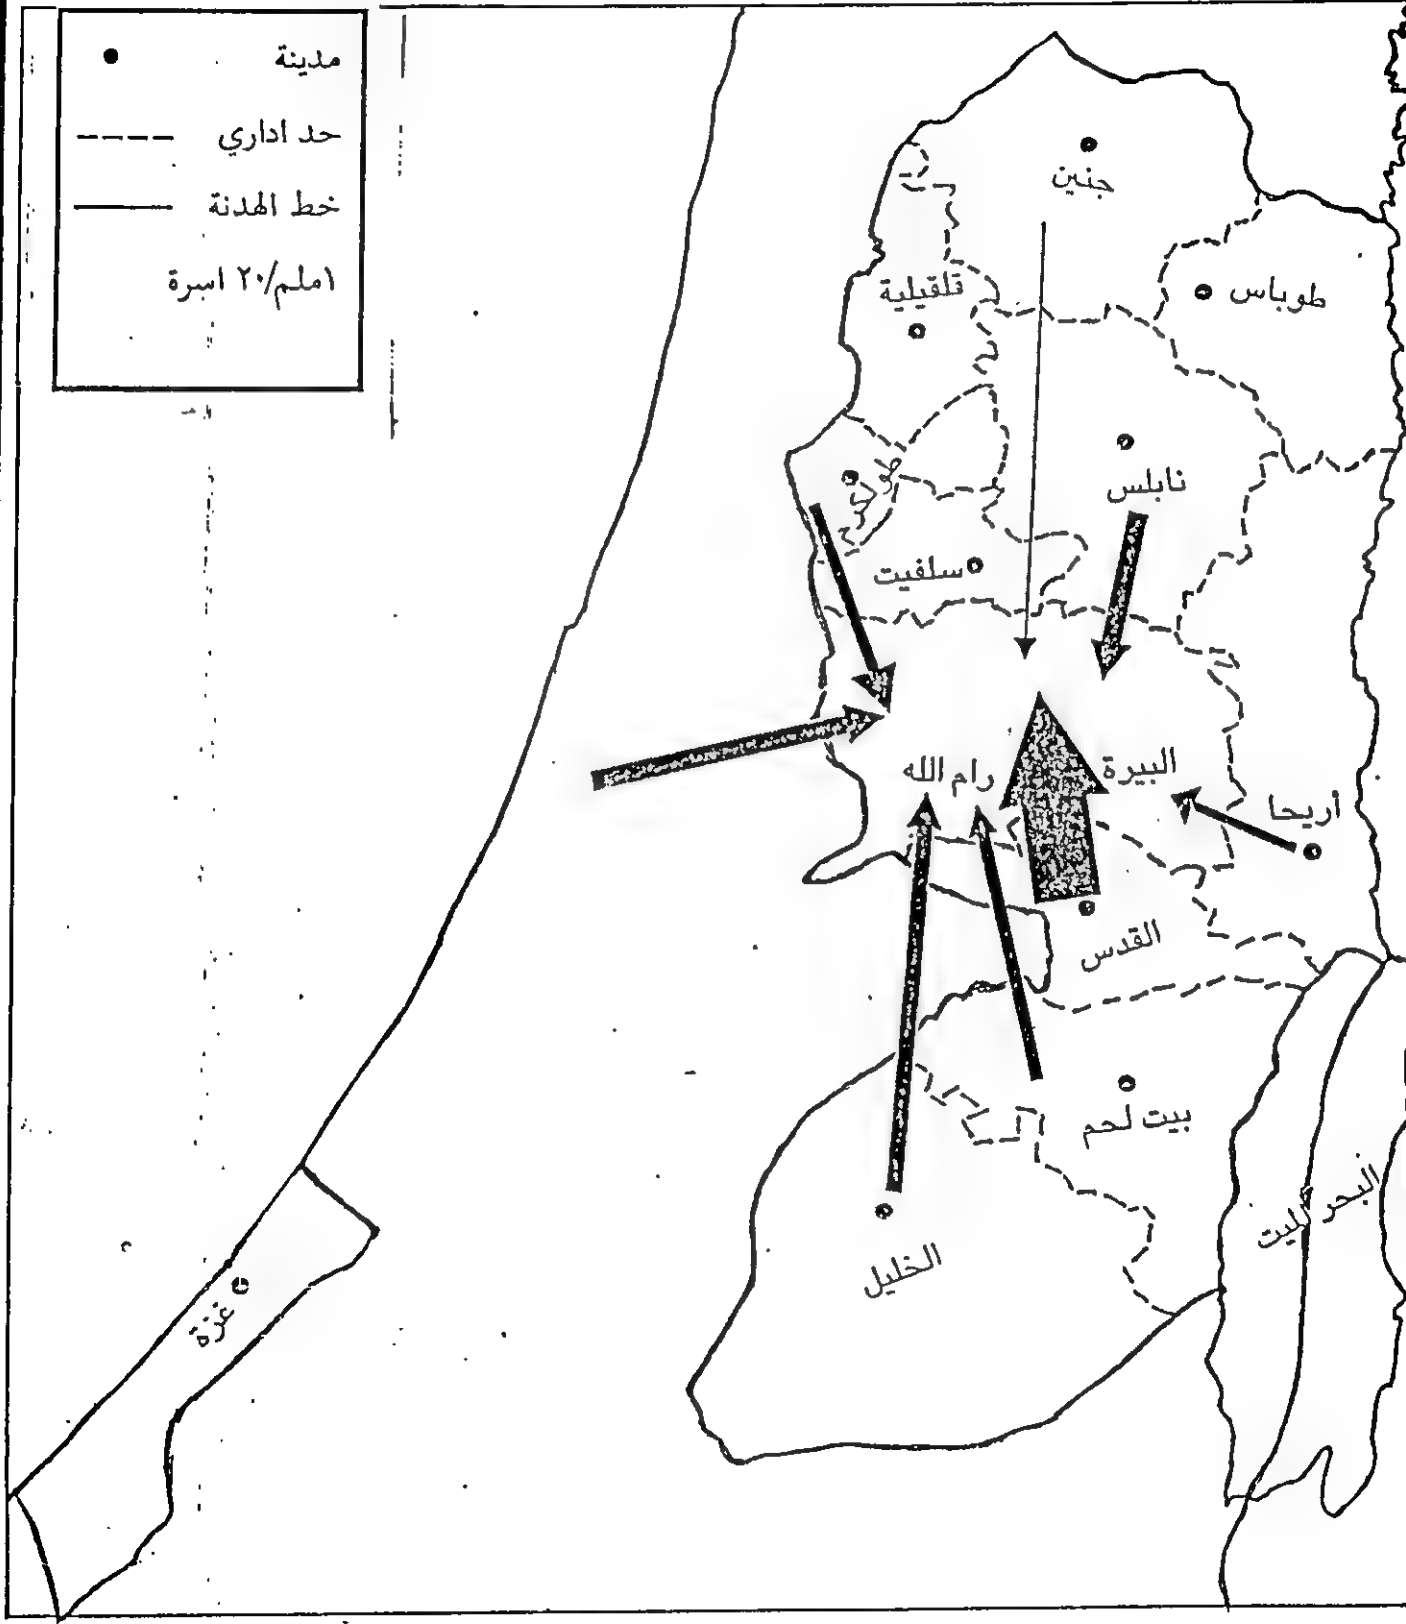 مدينة
حد اداري
خط الهدنة
١ملم/٢٠ اسرة
جنين
طوباس
قلقيلية
نابلس
طولكرم
سلفيت
البيرة
رام الله
أريحا
القدس
بيت لحم
البحر الميت
الخليل
غزة